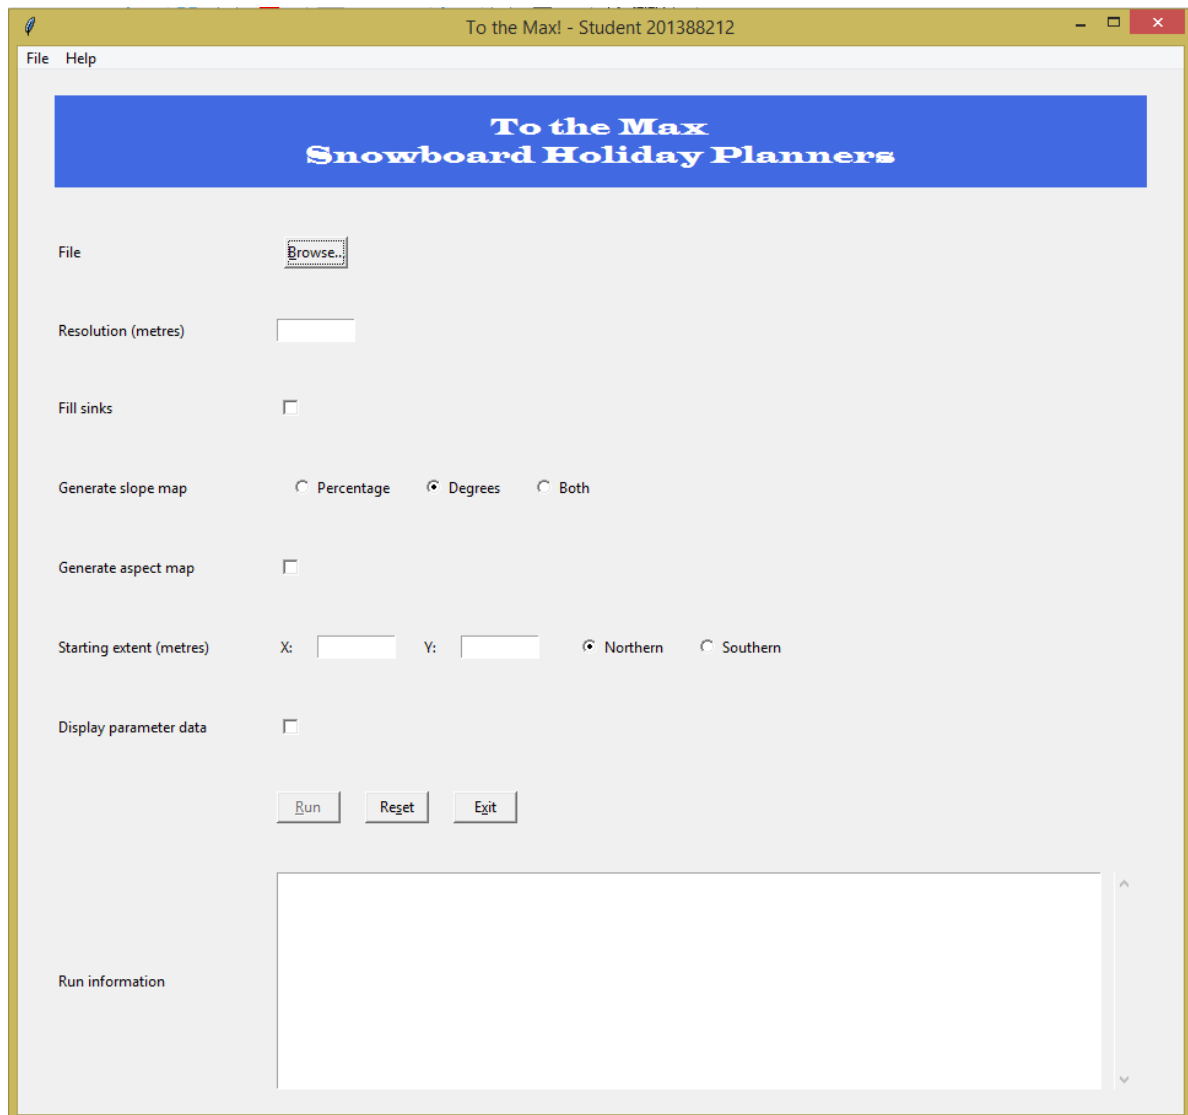 To the Max! - Student 201388212
File Help
To the Max
Snowboard Holiday Planners
File Browse..
Resolution (metres)
Fill sinks
Generate slope map Percentage Degrees Both
Generate aspect map
Starting extent (metres) X: Y: Northern Southern
Display parameter data
Run Reset Exit
Run information